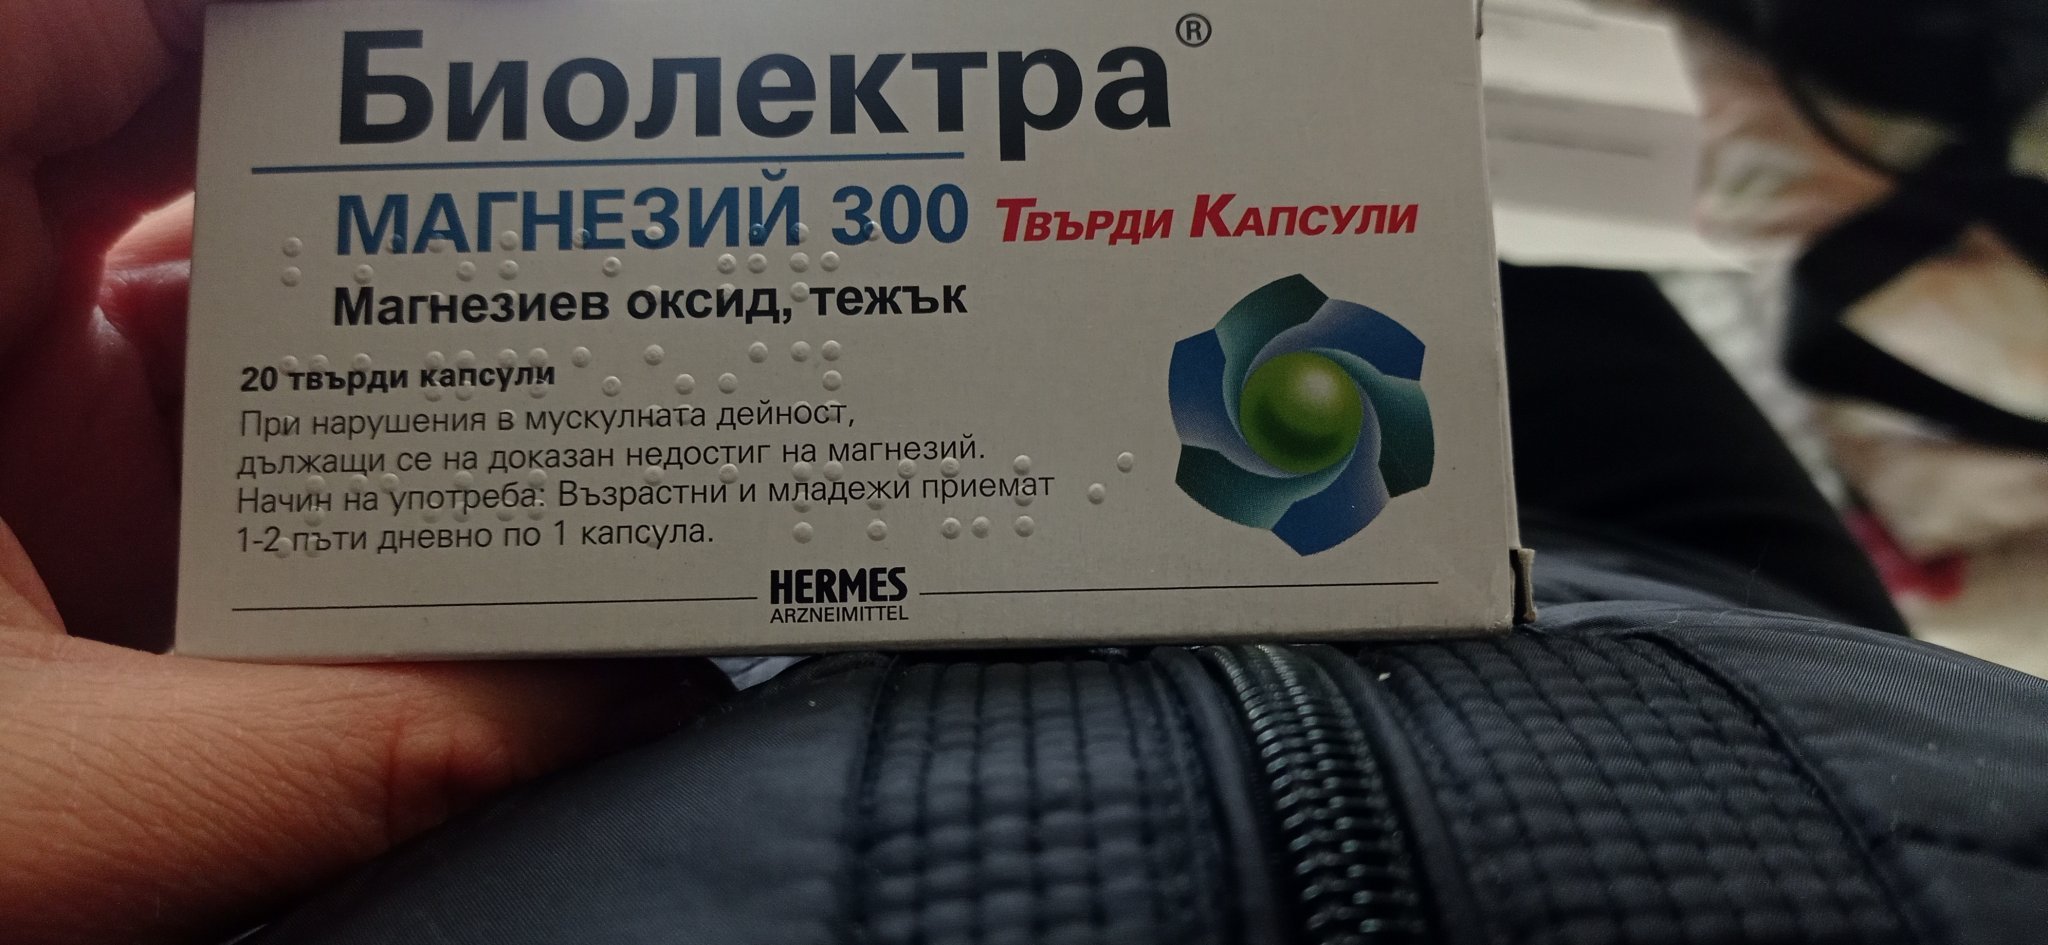 Биолектра®
МАГНЕЗИЙ 300 ТВЪРДИ КАПСУЛИ
Магнезиев оксид, тежък
20 твърди капсули
При нарушения в мускулната дейност,
дължащи се на доказан недостиг на магнезий.
Начин на употреба: Възрастни и младежи приемат
1-2 пъти дневно по 1 капсула.
HERMES
ARZNEIMITTEL